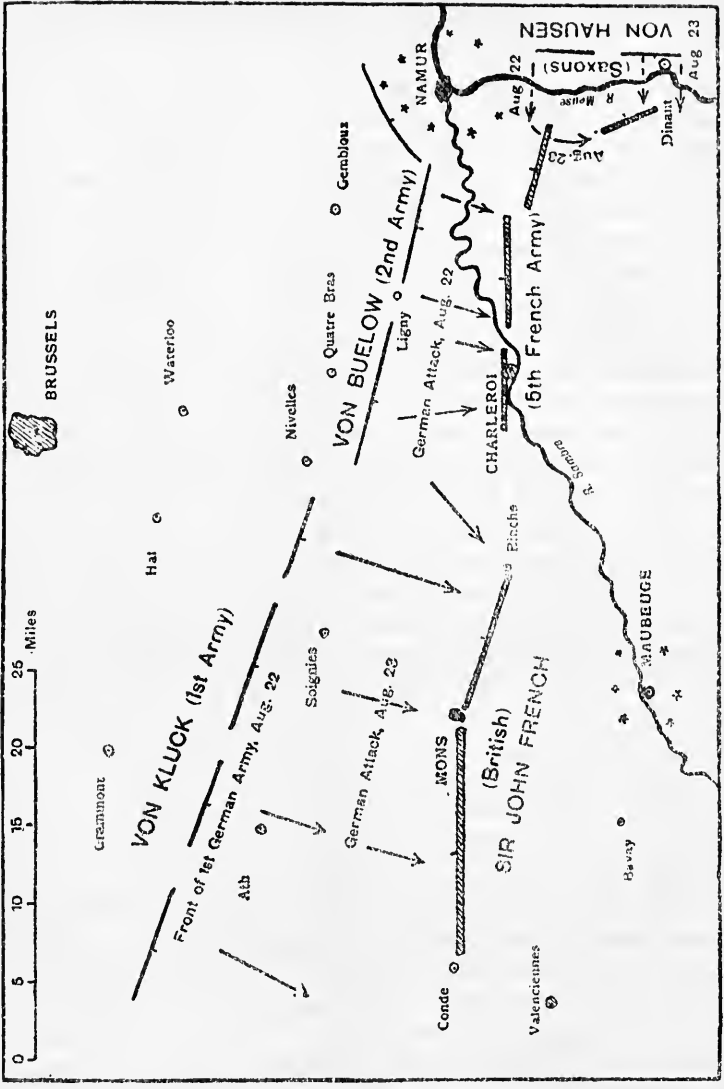 0 5 10 15 20 25
Miles
BRUSSELS
Grammont
Hal
Waterloo
VON KLUCK (1st Army)
Front of 1st German Army, Aug. 22
Ath
Soignies
Nivelles
Quatre Bras
Gembloux
VON BUELOW (2nd Army)
Ligny
NAMUR
German Attack, Aug. 22
German Attack, Aug. 23
Conde
MONS
Binche
CHARLEROI
(British)
SIR JOHN FRENCH
(5th French Army)
VON HAUSEN
(Saxons)
Aug 22
Aug 23
Aug. 23
R Meuse
Dinant
R. Sambre
Valenciennes
Bavay
MAUBEUGE